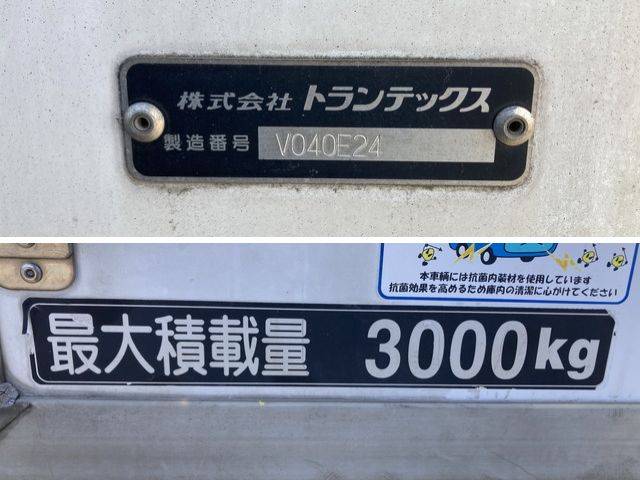 株式会社 トランテックス
製造番号 V040E24
本車輌には抗菌内装材を使用しています
抗菌効果を高めるため庫内の清潔に心がけてください
最大積載量 3000kg